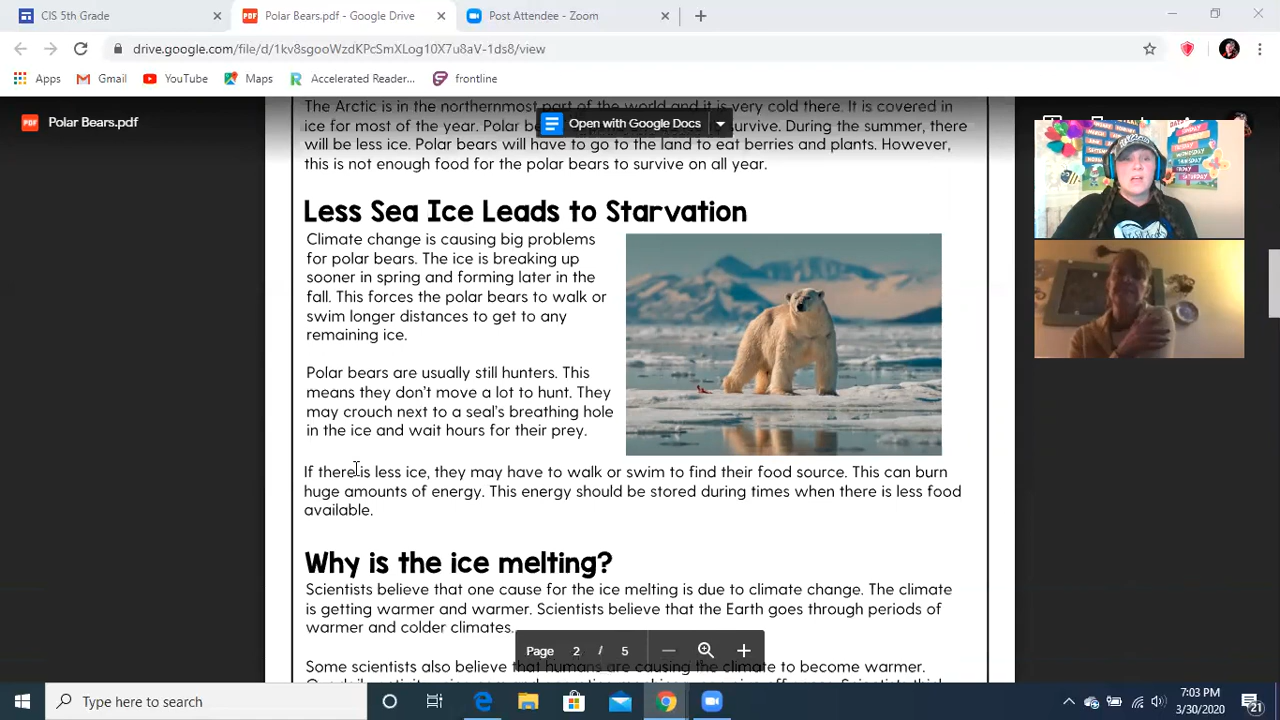 CIS 5th Grade
Polar Bears.pdf - Google Drive
Post Attendee - Zoom
drive.google.com/file/d/1kv8sgooWzdKPcSmXLog10X7u8aV-1ds8/view
Apps
Gmail
YouTube
Maps
Accelerated Reader...
frontline
PDF Polar Bears.pdf
Open with Google Docs
The Arctic is in the northernmost part of the world and it is very cold there. It is covered in
ice for most of the year. Polar survive. During the summer, there
will be less ice. Polar bears will have to go to the land to eat berries and plants. However,
this is not enough food for the polar bears to survive on all year.
Less Sea Ice Leads to Starvation
Climate change is causing big problems
for polar bears. The ice is breaking up
sooner in spring and forming later in the
fall. This forces the polar bears to walk or
swim longer distances to get to any
remaining ice.
Polar bears are usually still hunters. This
means they don't move a lot to hunt. They
may crouch next to a seal's breathing hole
in the ice and wait hours for their prey.
If there is less ice, they may have to walk or swim to find their food source. This can burn
huge amounts of energy. This energy should be stored during times when there is less food
available.
Why is the ice melting?
Scientists believe that one cause for the ice melting is due to climate change. The climate
is getting warmer and warmer. Scientists believe that the Earth goes through periods of
warmer and colder climates.
Some scientists also believe that humans are causing the climate to become warmer.
Page 2 / 5
TUESDAY
WEDNESDAY
THURSDAY
FRIDAY
SATURDAY
Type here to search
7:03 PM
3/30/2020
21